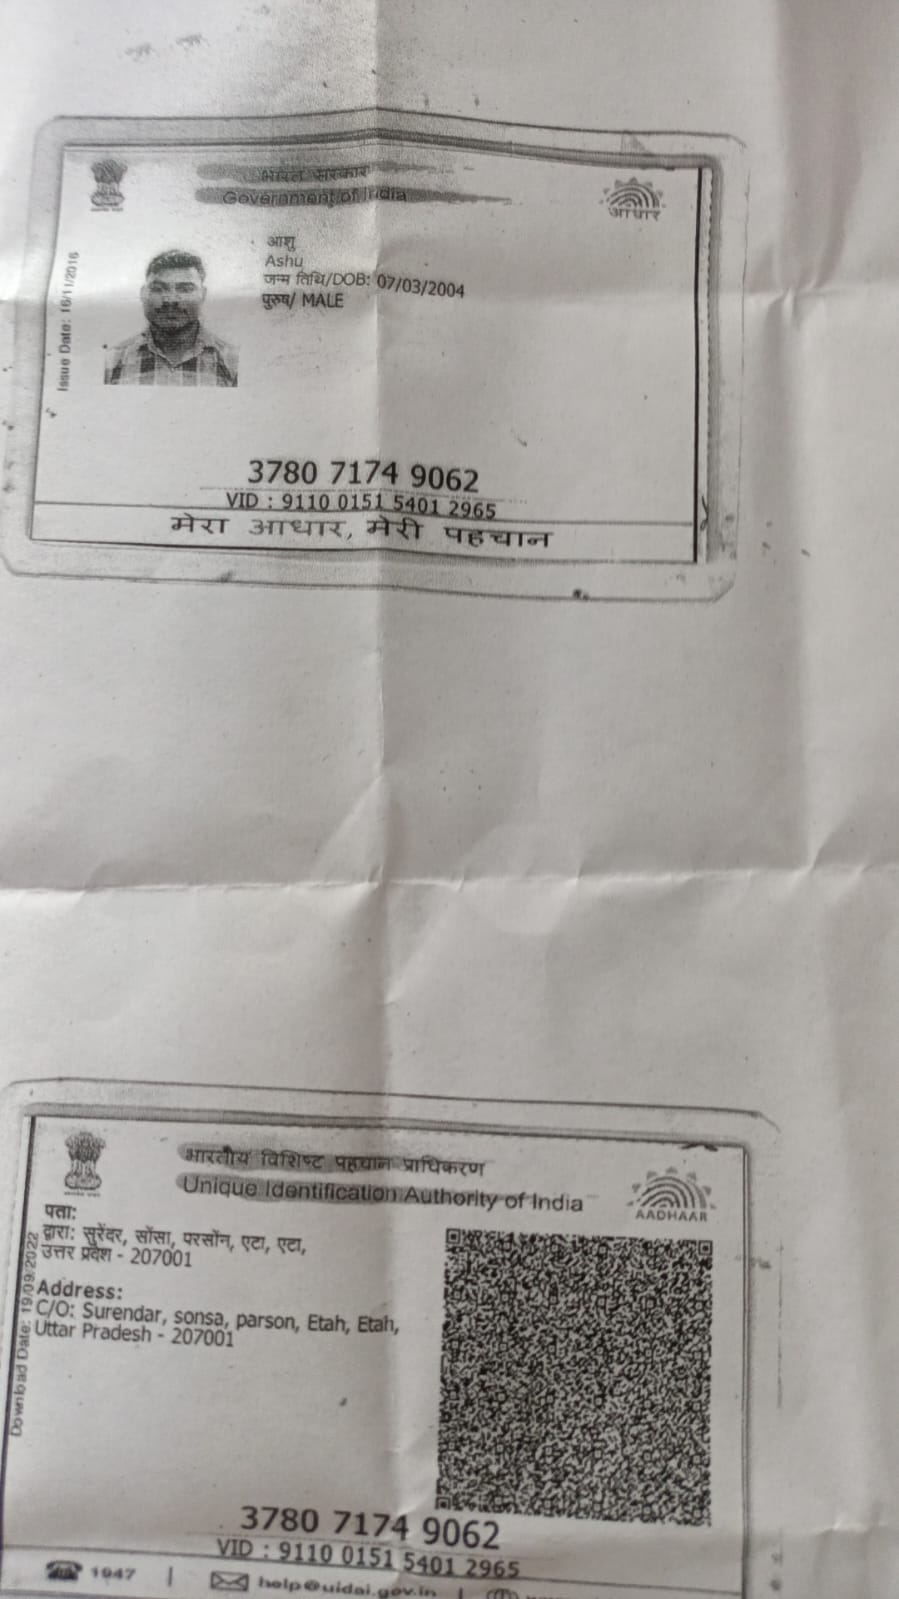 भारत सरकार
Government of India
आधार
Issue Date: 16/11/2016
आशु
Ashu
जन्म तिथि/DOB: 07/03/2004
पुरुष/ MALE
3780 7174 9062
VID : 9110 0151 5401 2965
मेरा आधार, मेरी पहचान
भारतीय विशिष्ट पहचान प्राधिकरण
Unique Identification Authority of India
AADHAAR
Download Date: 19/09/2022
पता:
द्वारा: सुरेंदर, सोंसा, परसोंन, एटा, एटा,
उत्तर प्रदेश - 207001
Address:
C/O: Surendar, sonsa, parson, Etah, Etah,
Uttar Pradesh - 207001
3780 7174 9062
VID : 9110 0151 5401 2965
1947 | help@uidai.gov.in |